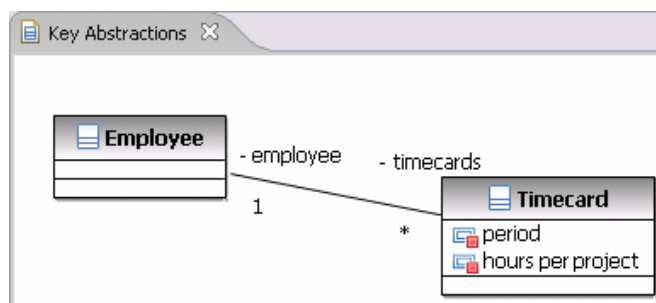 Key Abstractions
Employee
- employee
- timecards
1
*
Timecard
period
hours per project